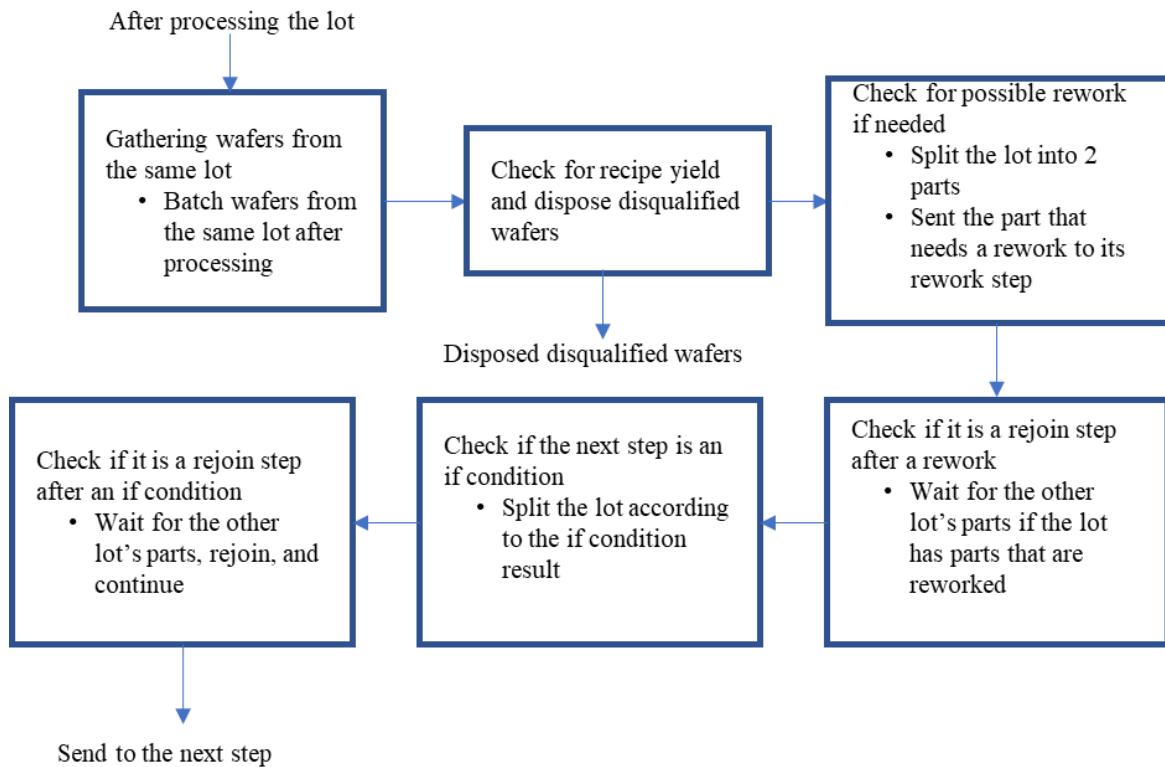 After processing the lot
Gathering wafers from
the same lot
• Batch wafers from
the same lot after
processing
Check for recipe yield
and dispose disqualified
wafers
Disposed disqualified wafers
Check for possible rework
if needed
• Split the lot into 2
parts
• Sent the part that
needs a rework to its
rework step
Check if it is a rejoin step
after a rework
• Wait for the other
lot’s parts if the lot
has parts that are
reworked
Check if the next step is an
if condition
• Split the lot according
to the if condition
result
Check if it is a rejoin step
after an if condition
• Wait for the other
lot’s parts, rejoin, and
continue
Send to the next step